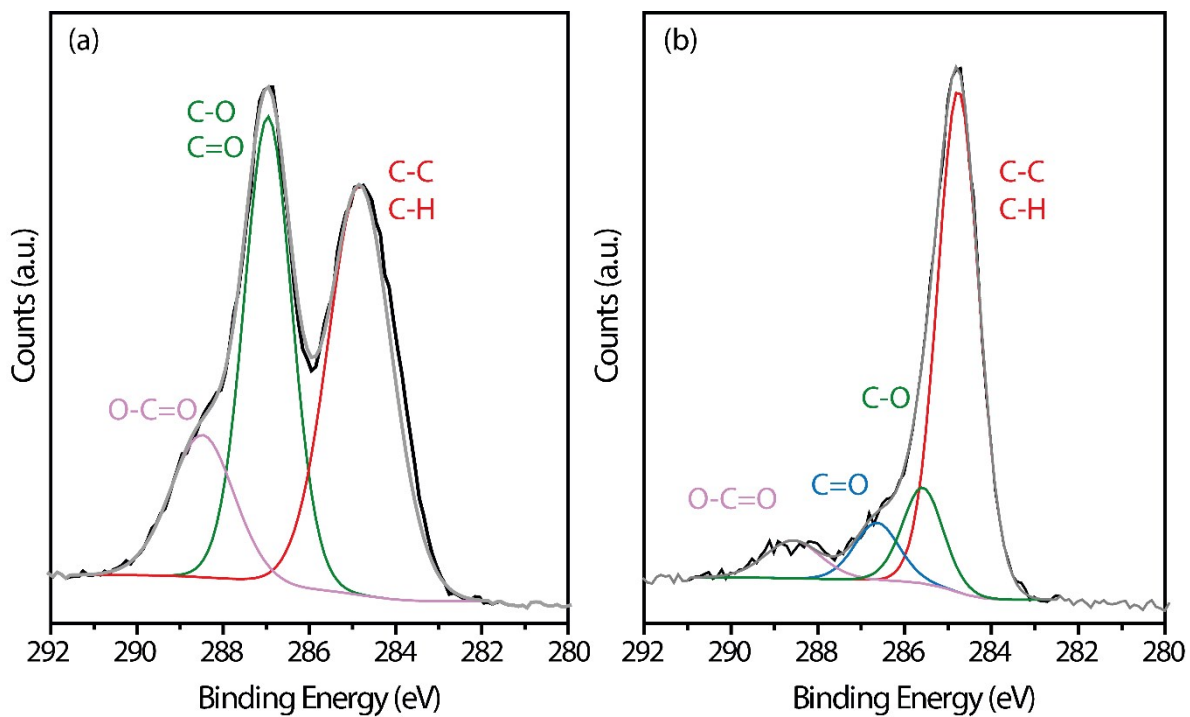 (a)
C-O
C=O
C-C
C-H
O-C=O
Counts (a.u.)
292 290 288 286 284 282 280
Binding Energy (eV)
(b)
C-C
C-H
C-O
C=O
O-C=O
Counts (a.u.)
292 290 288 286 284 282 280
Binding Energy (eV)